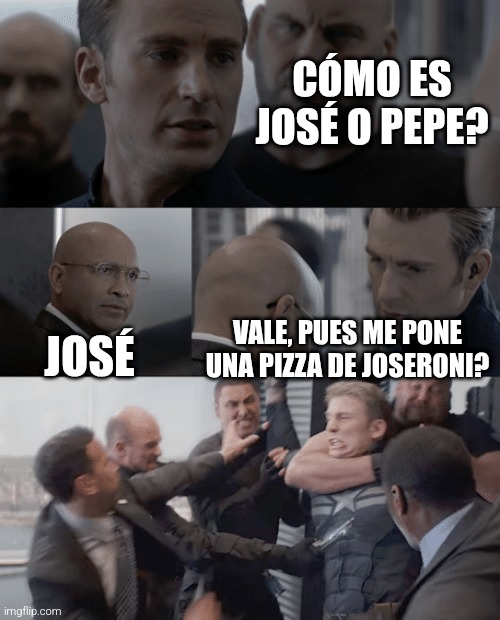 CÓMO ES
JOSÉ O PEPE?
JOSÉ
VALE, PUES ME PONE
UNA PIZZA DE JOSERONI?
imgflip.com